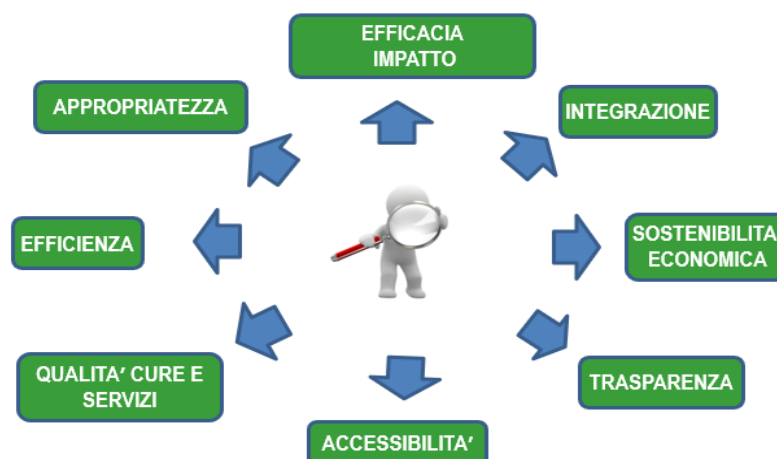 EFFICACIA
IMPATTO
APPROPRIATEZZA
INTEGRAZIONE
EFFICIENZA
SOSTENIBILITA'
ECONOMICA
QUALITA' CURE E
SERVIZI
TRASPARENZA
ACCESSIBILITA'